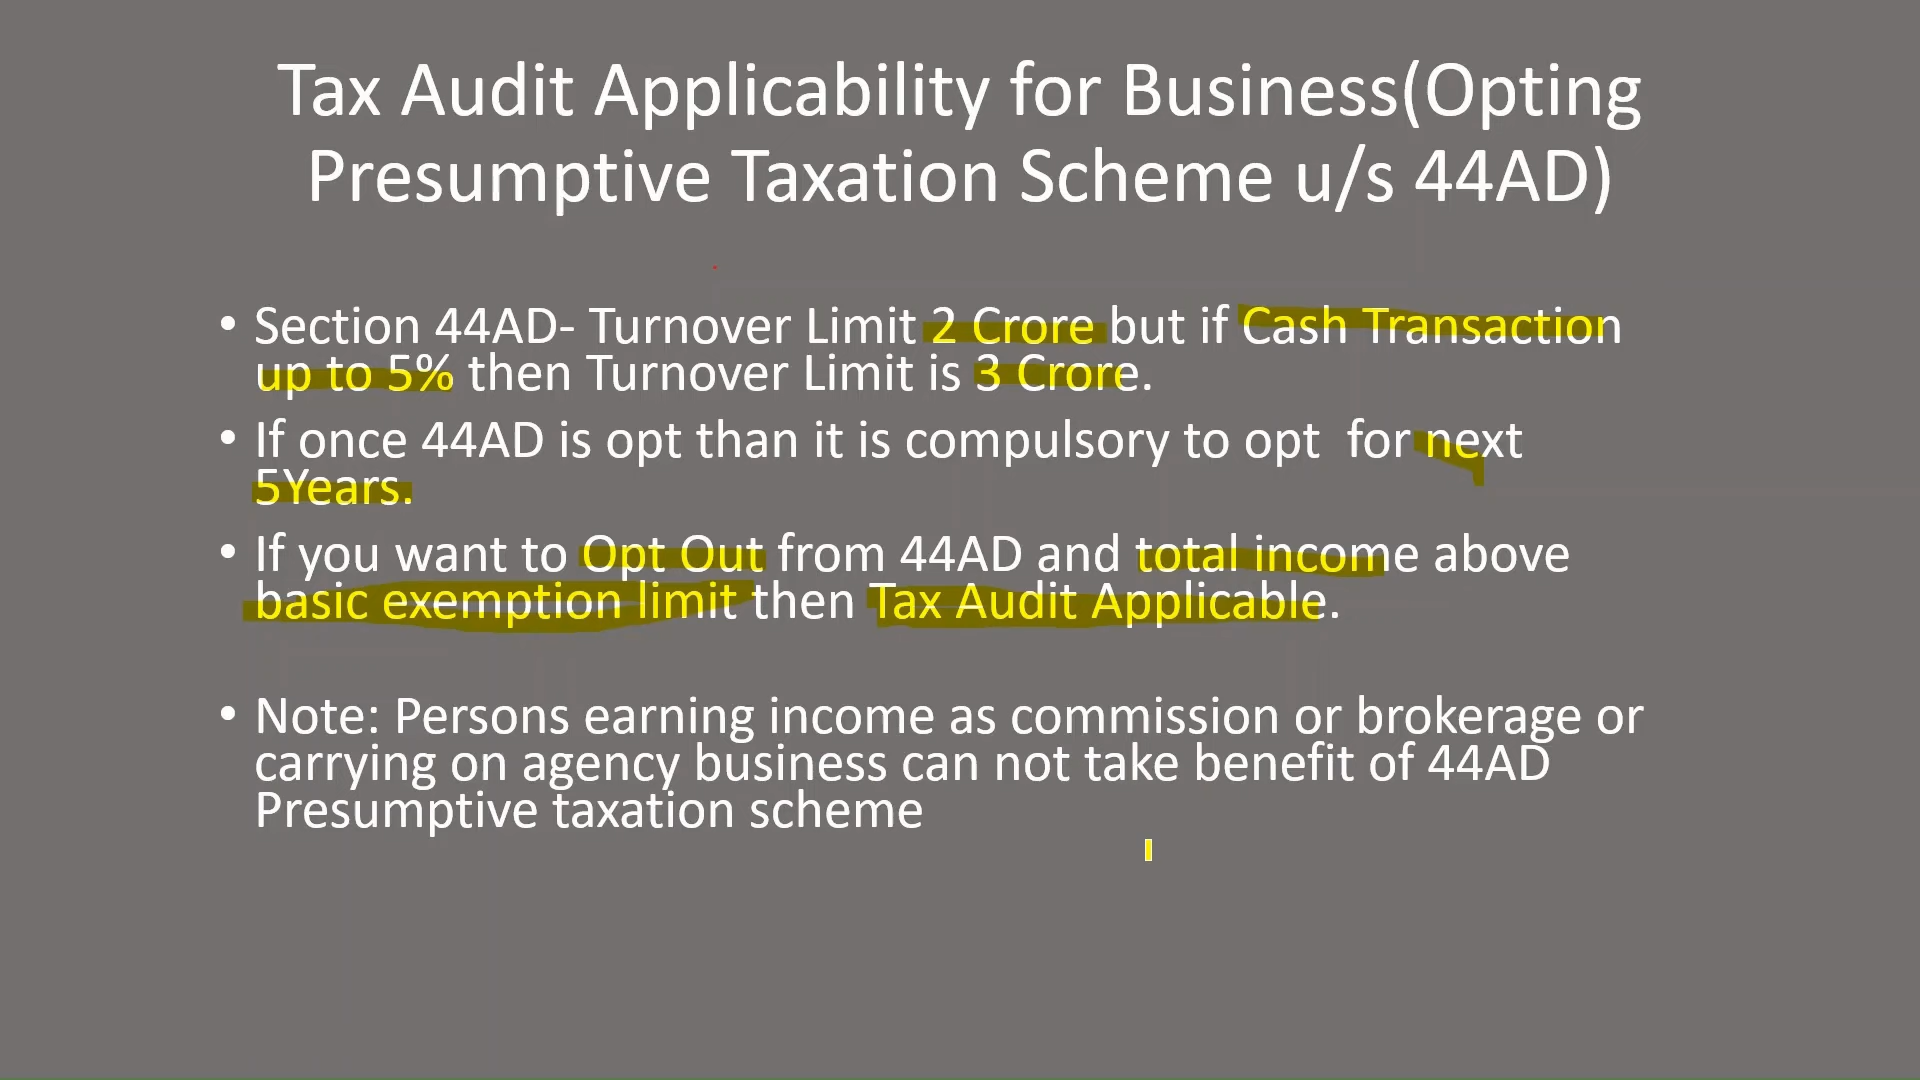 Tax Audit Applicability for Business(Opting
Presumptive Taxation Scheme u/s 44AD)
• Section 44AD- Turnover Limit 2 Crore but if Cash Transaction
up to 5% then Turnover Limit is 3 Crore.
• If once 44AD is opt than it is compulsory to opt  for next
5Years.
• If you want to Opt Out from 44AD and total income above
basic exemption limit then Tax Audit Applicable.
• Note: Persons earning income as commission or brokerage or
carrying on agency business can not take benefit of 44AD
Presumptive taxation scheme